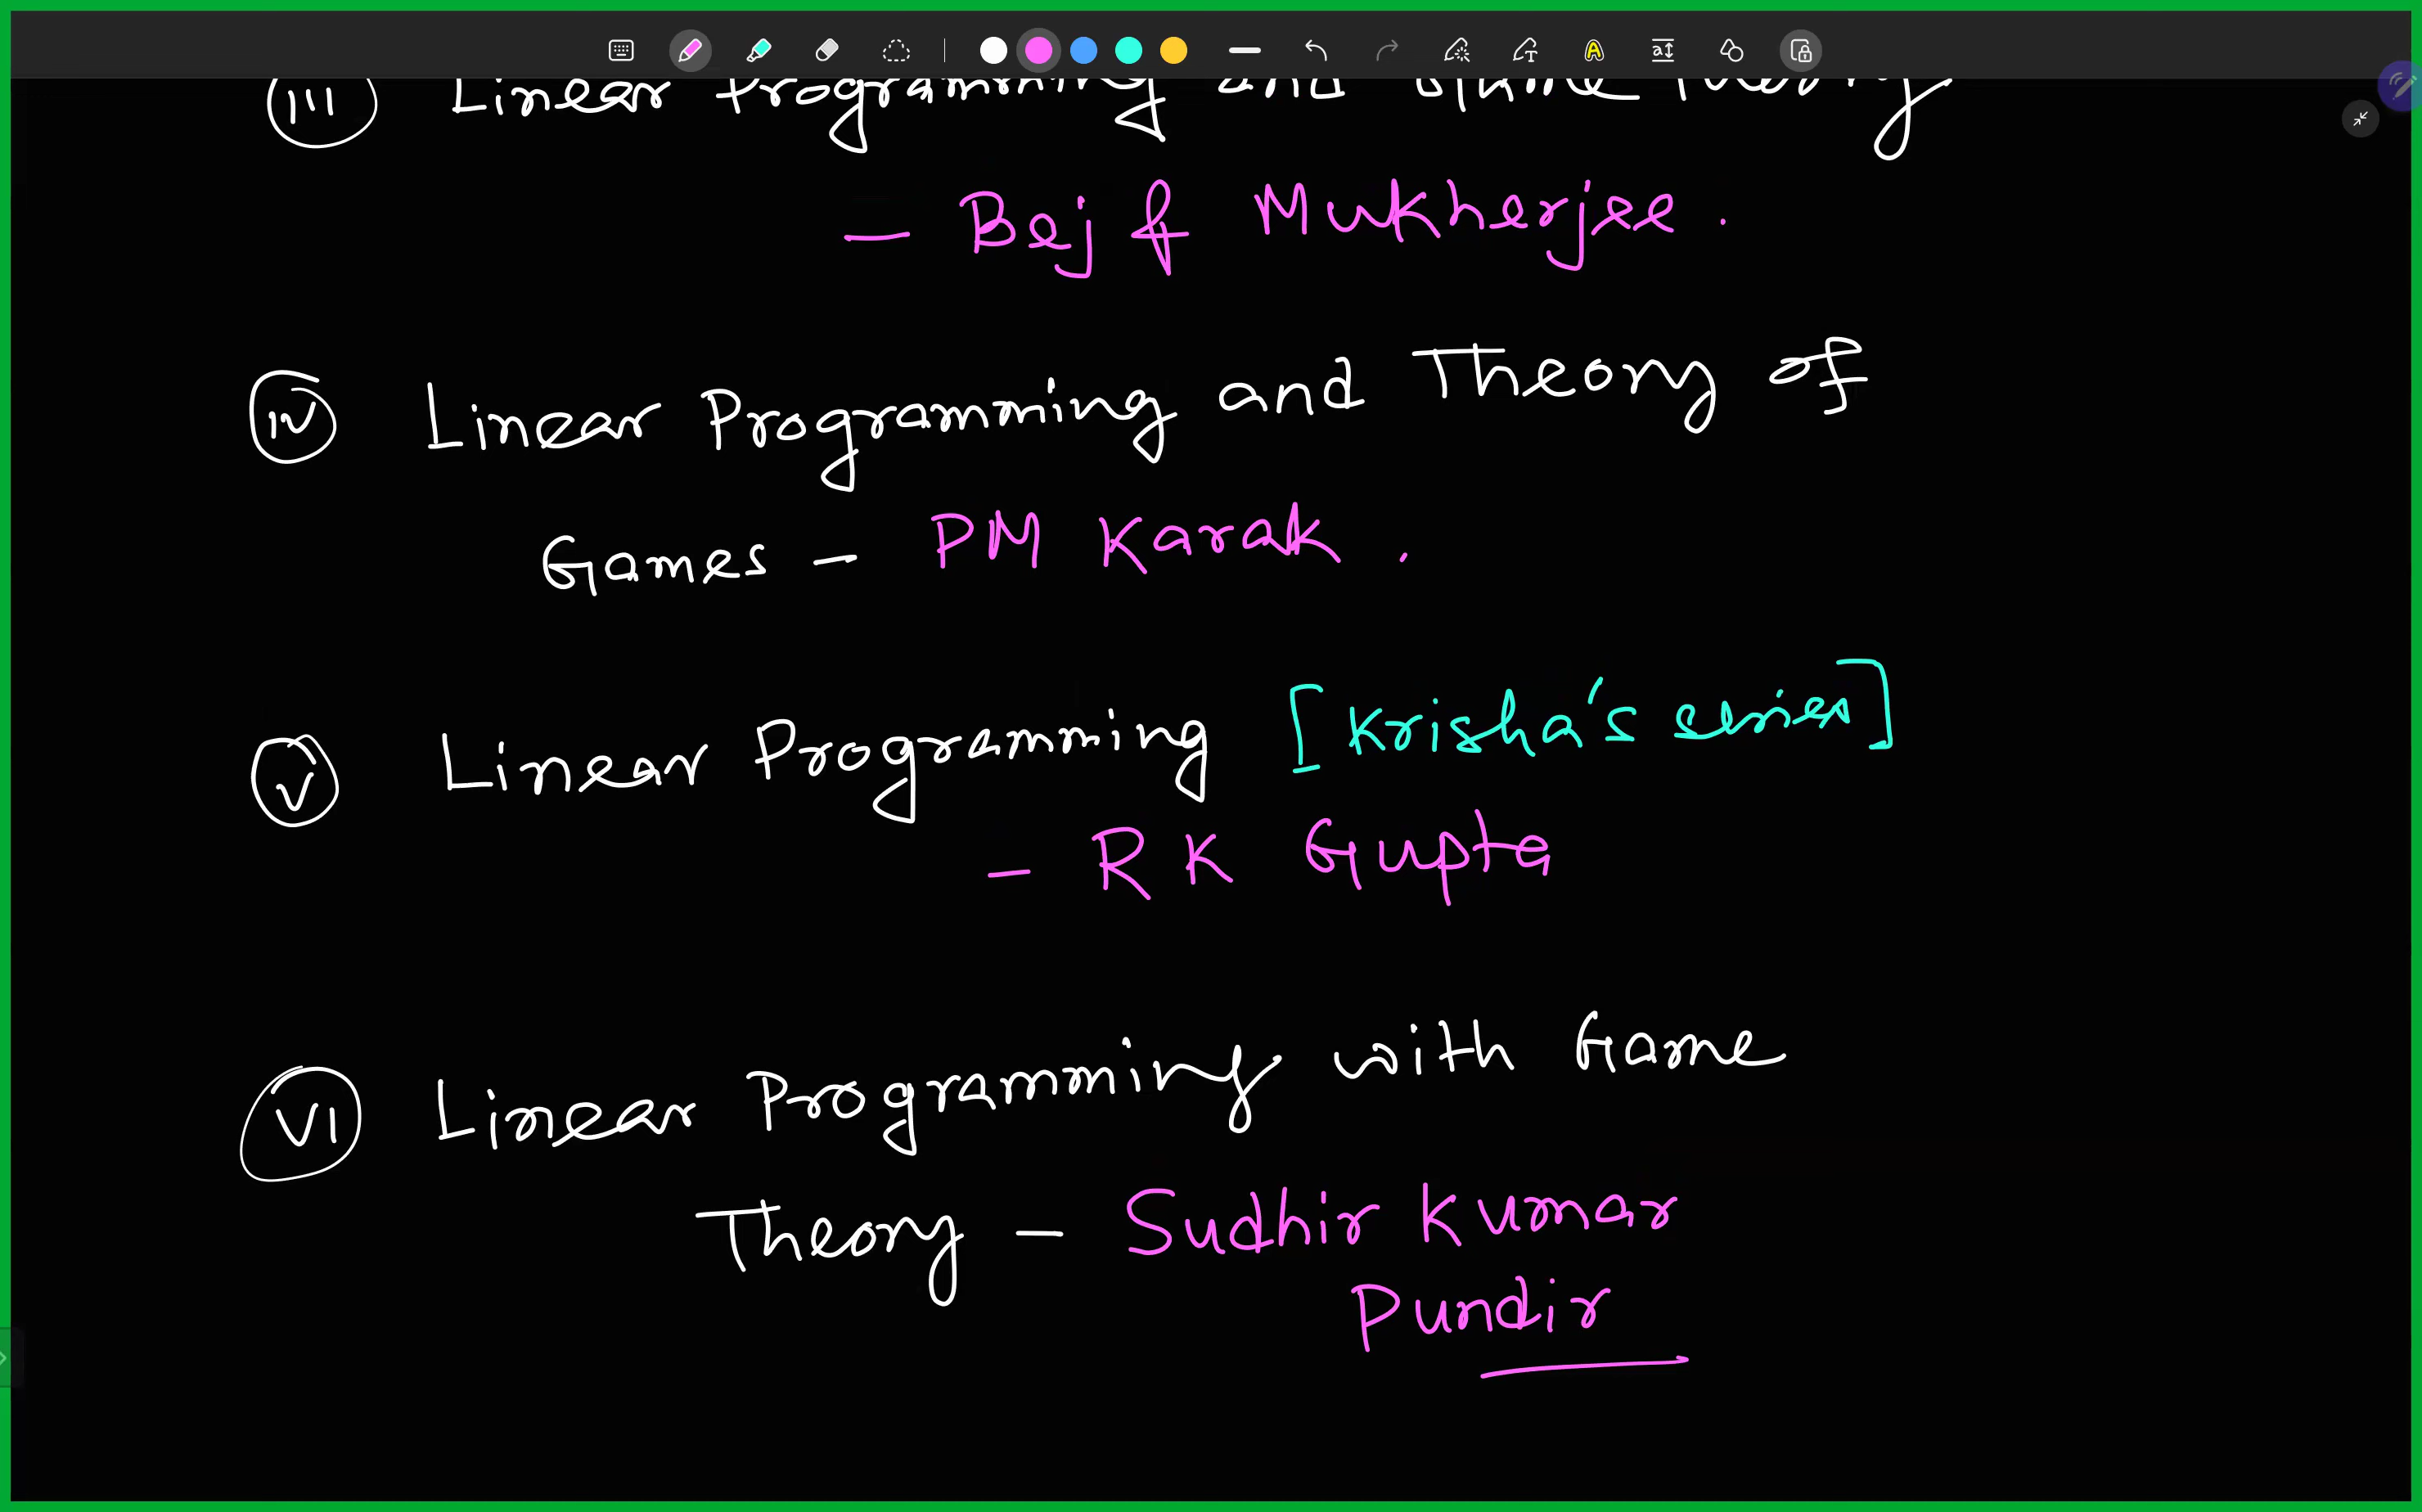 III Linear Programming and Game Theory
— Bej & Mukherjee.
IV Linear Programming and Theory of
Games - PM Karak.
V Linear Programming [Krisha's series]
- RK Gupta
VI Linear Programming with Game
Theory - Sudhir Kumar
Pundir